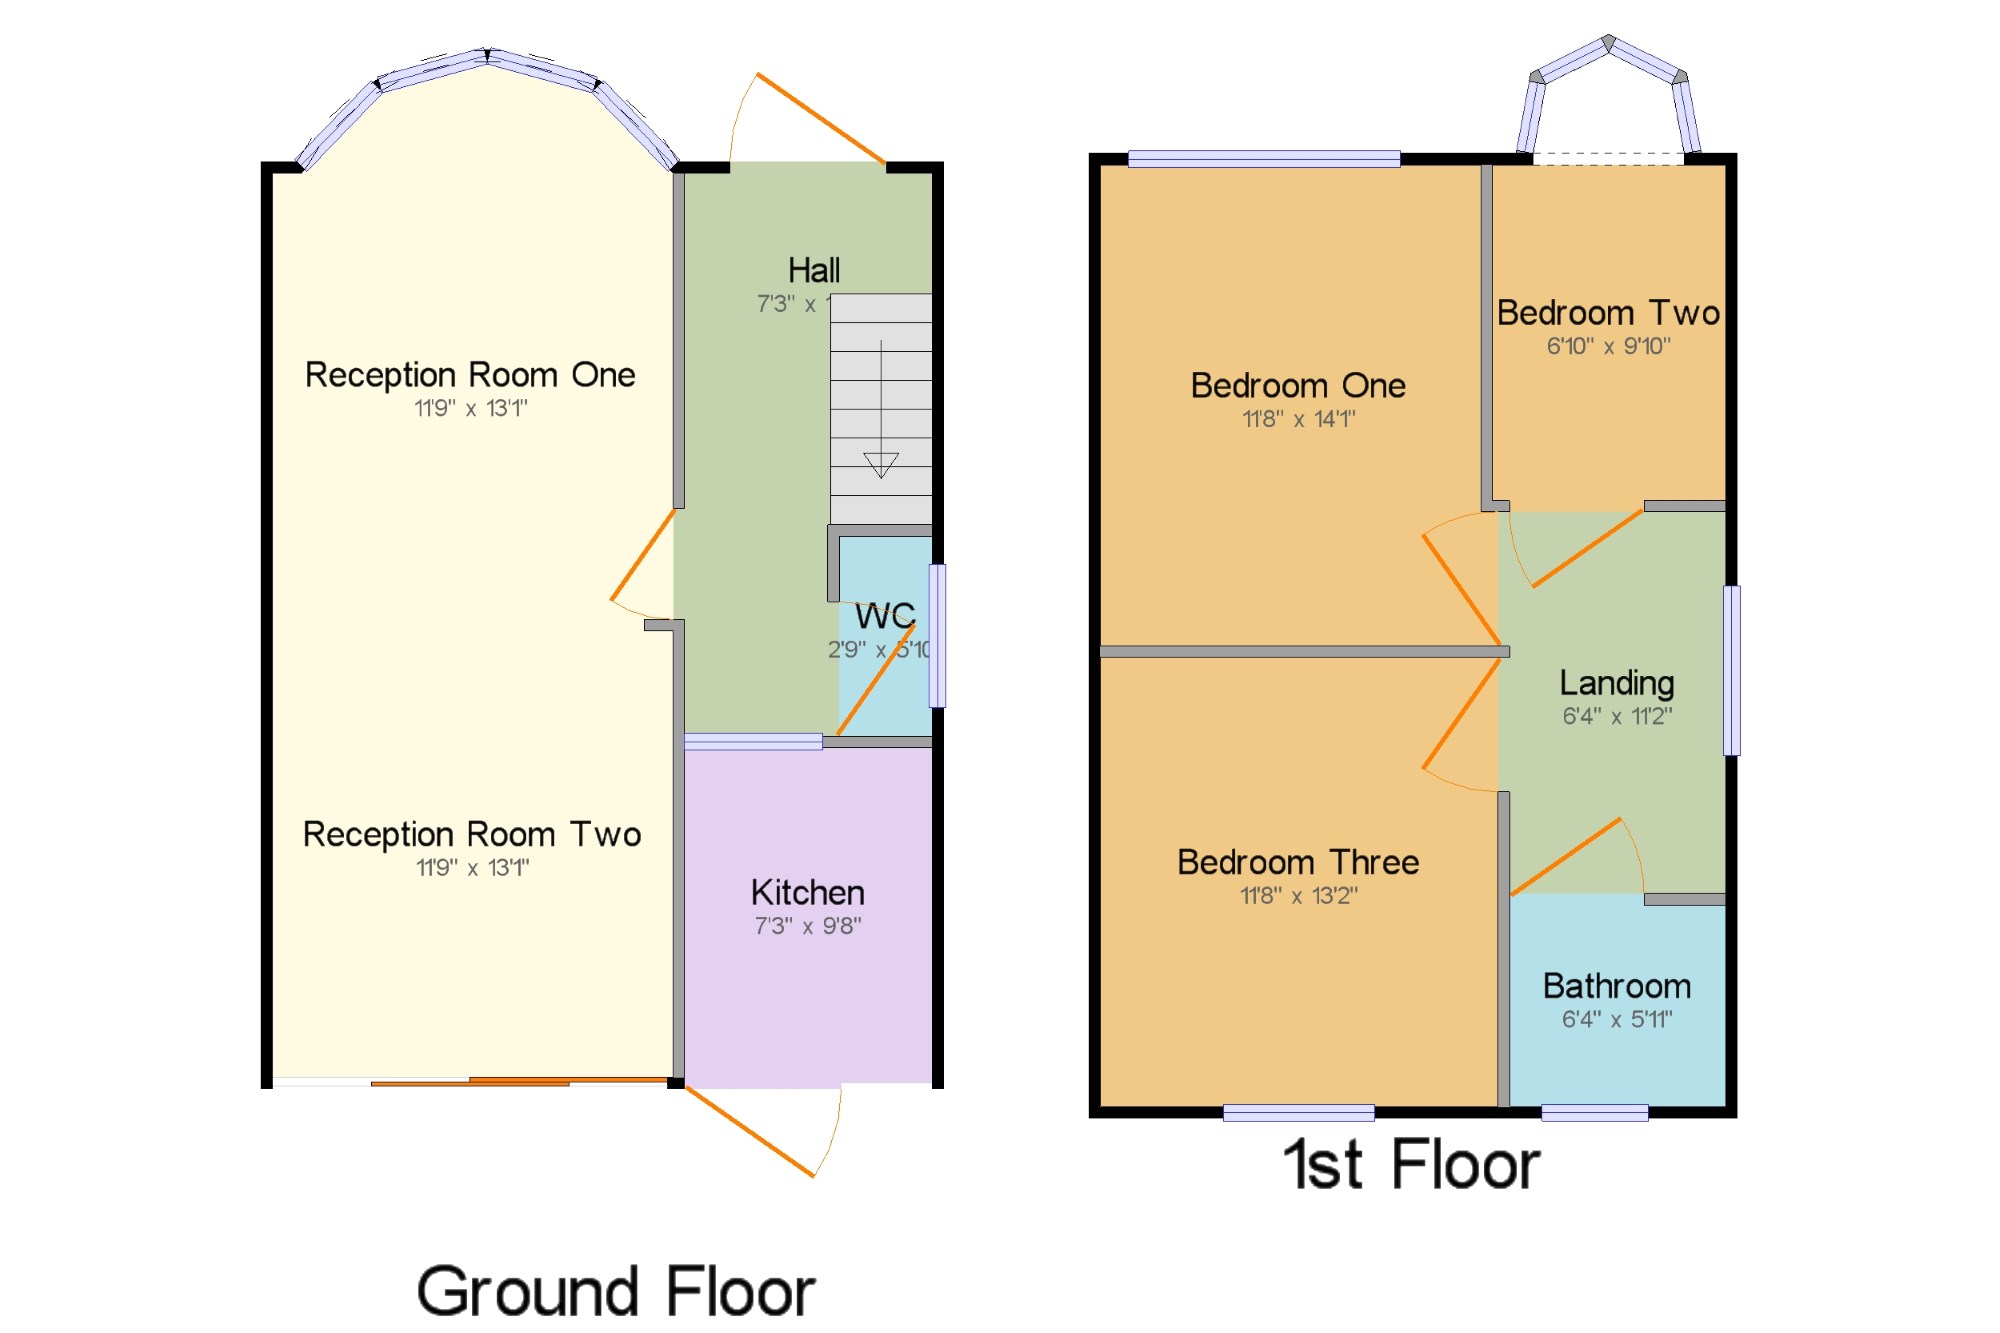 Hall
7'3" x
Reception Room One
11'9" x 13'1"
WC
2'9" x 5'10
Reception Room Two
11'9" x 13'1"
Kitchen
7'3" x 9'8"
Ground Floor
Bedroom Two
6'10" x 9'10"
Bedroom One
11'8" x 14'1"
Landing
6'4" x 11'2"
Bedroom Three
11'8" x 13'2"
Bathroom
6'4" x 5'11"
1st Floor